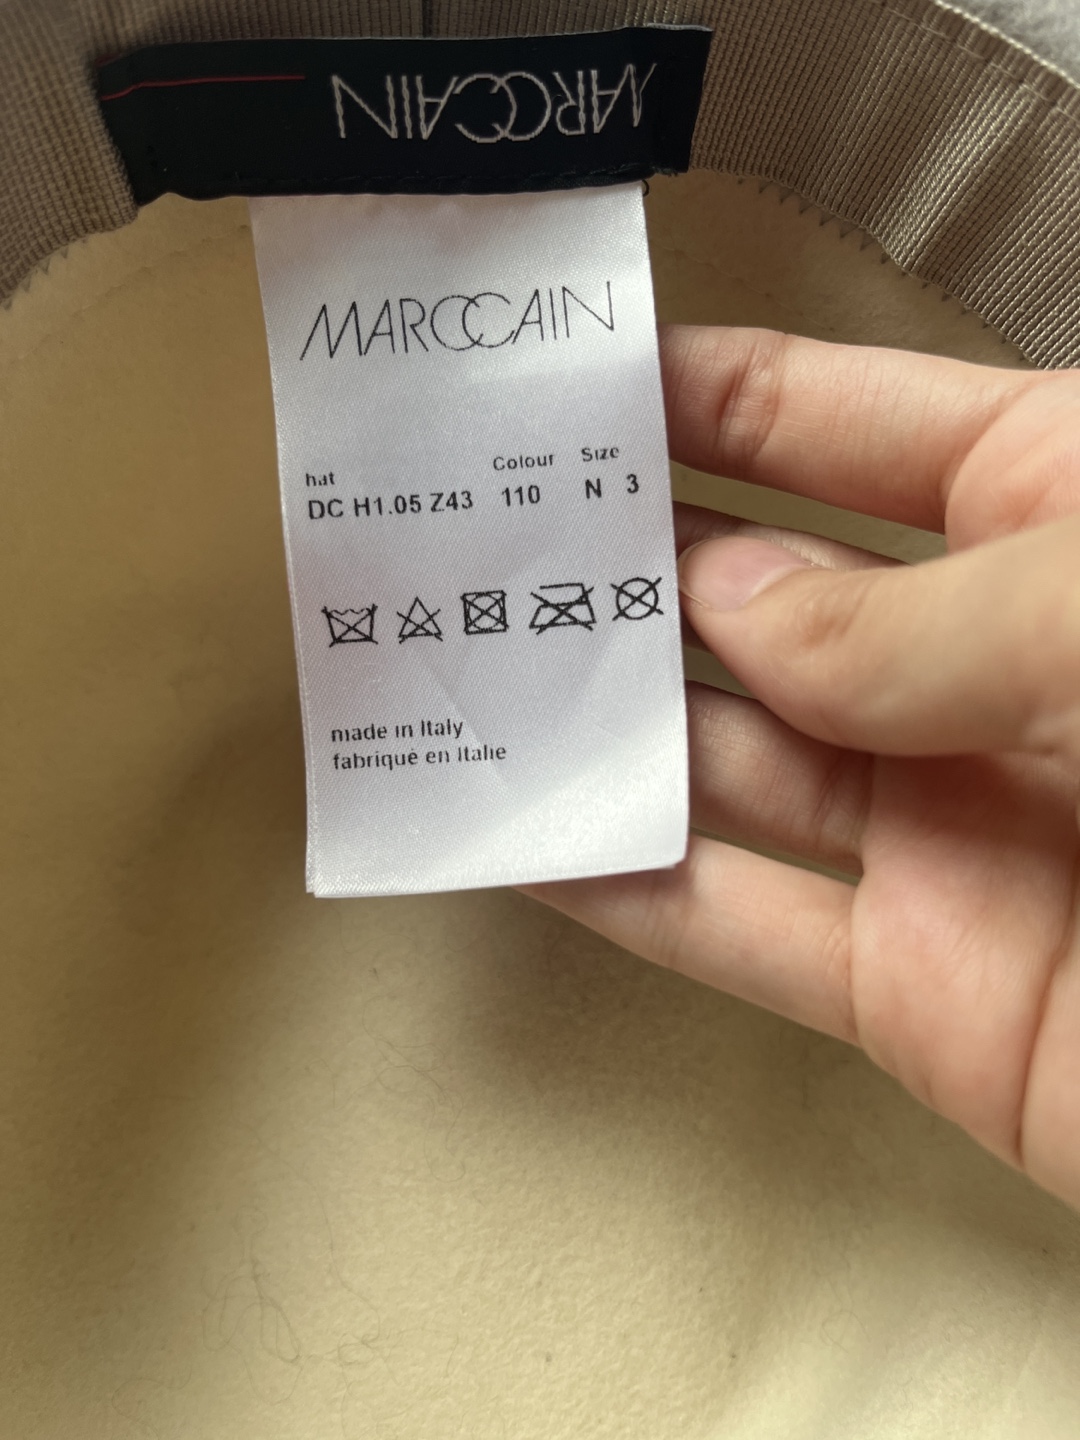 MARCCAIN
MARCCAIN
hat Colour Size
DC H1.05 Z43 110 N 3
made in Italy
fabriqué en Italie